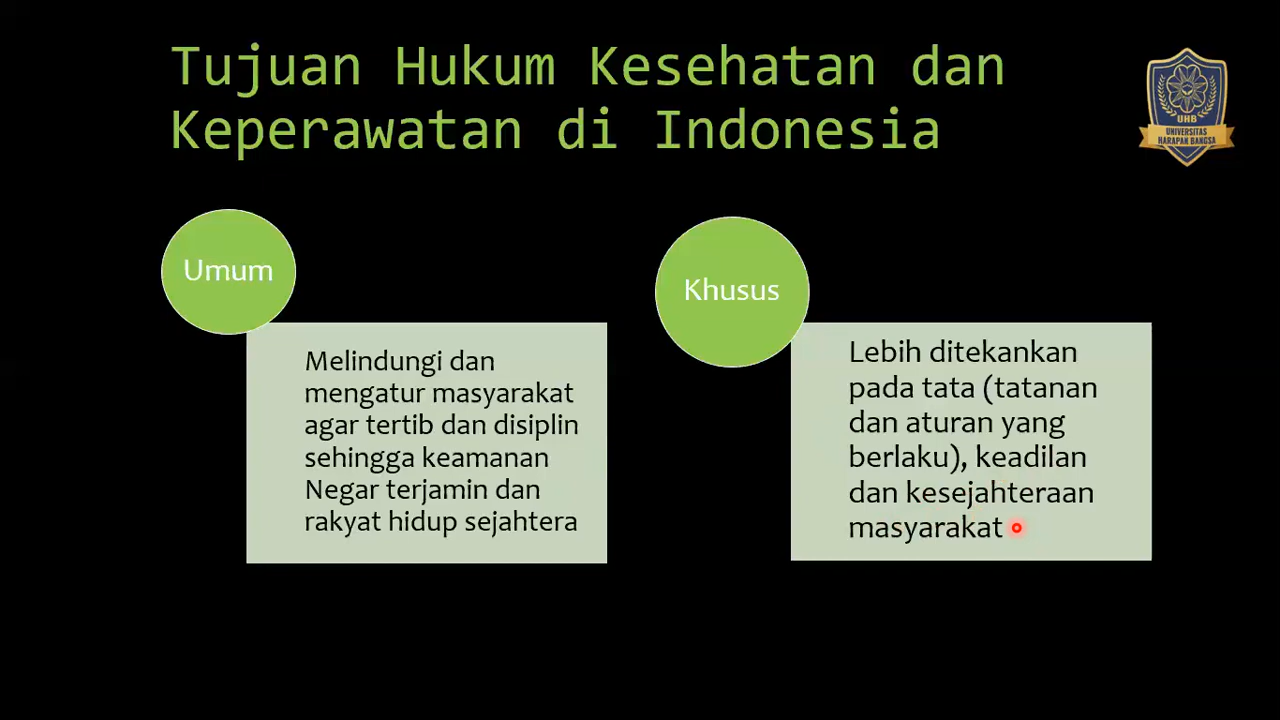 Tujuan Hukum Kesehatan dan
Keperawatan di Indonesia
UHB
UNIVERSITAS
HARAPAN BANGSA
Umum
Melindungi dan
mengatur masyarakat
agar tertib dan disiplin
sehingga keamanan
Negar terjamin dan
rakyat hidup sejahtera
Khusus
Lebih ditekankan
pada tata (tatanan
dan aturan yang
berlaku), keadilan
dan kesejahteraan
masyarakat